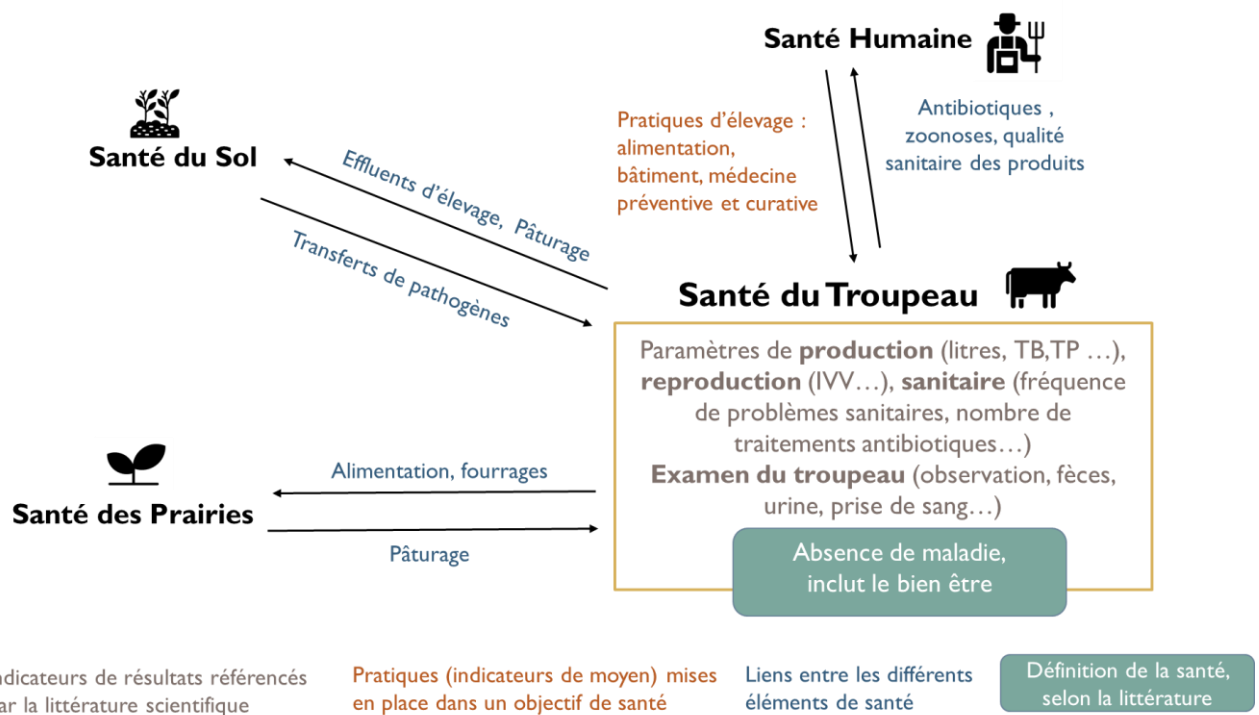 Santé Humaine
Santé du Sol
Pratiques d'élevage :
alimentation,
bâtiment, médecine
préventive et curative
Antibiotiques ,
zoonoses, qualité
sanitaire des produits
Effluents d'élevage, Pâturage
Transferts de pathogènes
Santé du Troupeau
Paramètres de production (litres, TB,TP …),
reproduction (IVV…), sanitaire (fréquence
de problèmes sanitaires, nombre de
traitements antibiotiques…)
Examen du troupeau (observation, fèces,
urine, prise de sang…)
Absence de maladie,
inclut le bien être
Santé des Prairies
Alimentation, fourrages
Pâturage
ndicateurs de résultats référencés
ar la littérature scientifique
Pratiques (indicateurs de moyen) mises
en place dans un objectif de santé
Liens entre les différents
éléments de santé
Définition de la santé,
selon la littérature